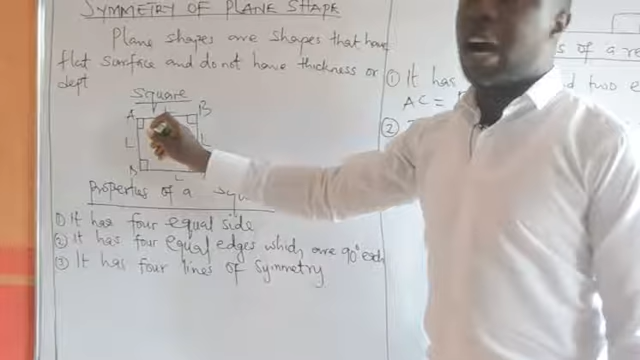 SYMMETRY OF PLANE SHAPE
Plane shapes are shapes that have
flat surface and do not have thickness or
dept
Square
A B
L L
B
L
Properties of a
① It has four equal side
② It has four equal edges which are 90° each
③ It has four lines of symmetry
s of a re
① It has d two e
AC =
②